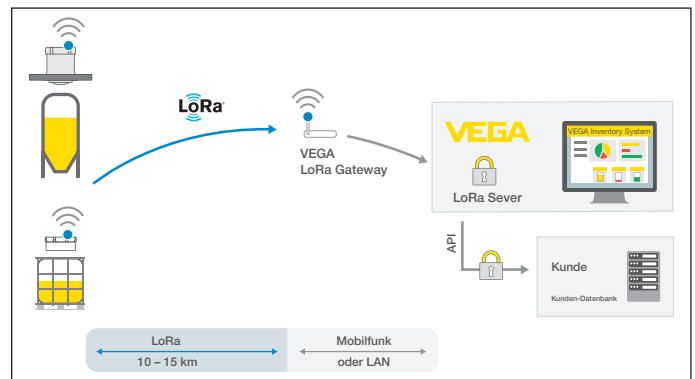 LoRa
VEGA
LoRa Gateway
VEGA
LoRa Sever
VEGA Inventory System
API
Kunde
Kunden-Datenbank
LoRa
10 – 15 km
Mobilfunk
oder LAN